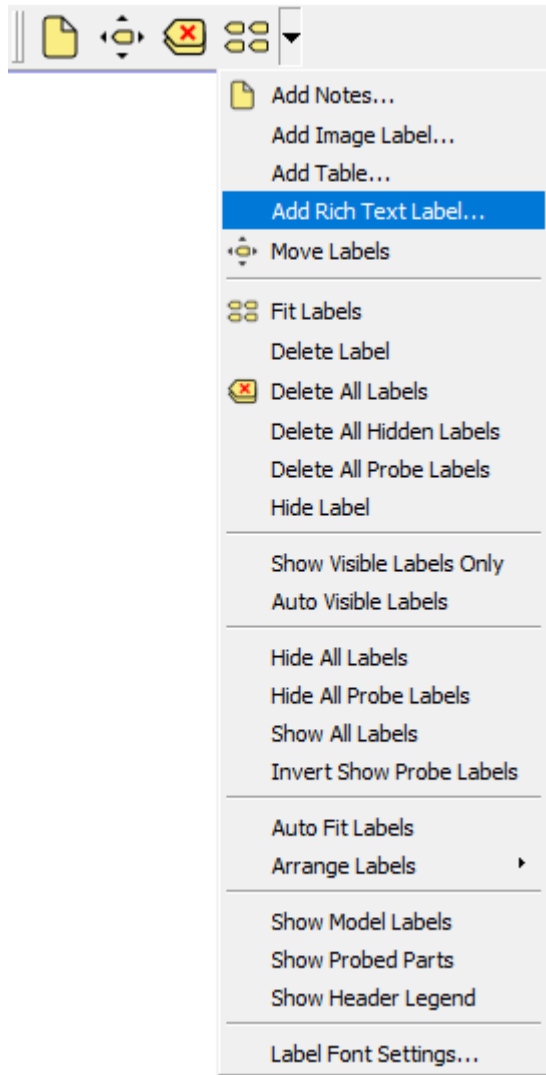 Add Notes...
Add Image Label...
Add Table...
Add Rich Text Label...
Move Labels
Fit Labels
Delete Label
Delete All Labels
Delete All Hidden Labels
Delete All Probe Labels
Hide Label
Show Visible Labels Only
Auto Visible Labels
Hide All Labels
Hide All Probe Labels
Show All Labels
Invert Show Probe Labels
Auto Fit Labels
Arrange Labels
Show Model Labels
Show Probed Parts
Show Header Legend
Label Font Settings...